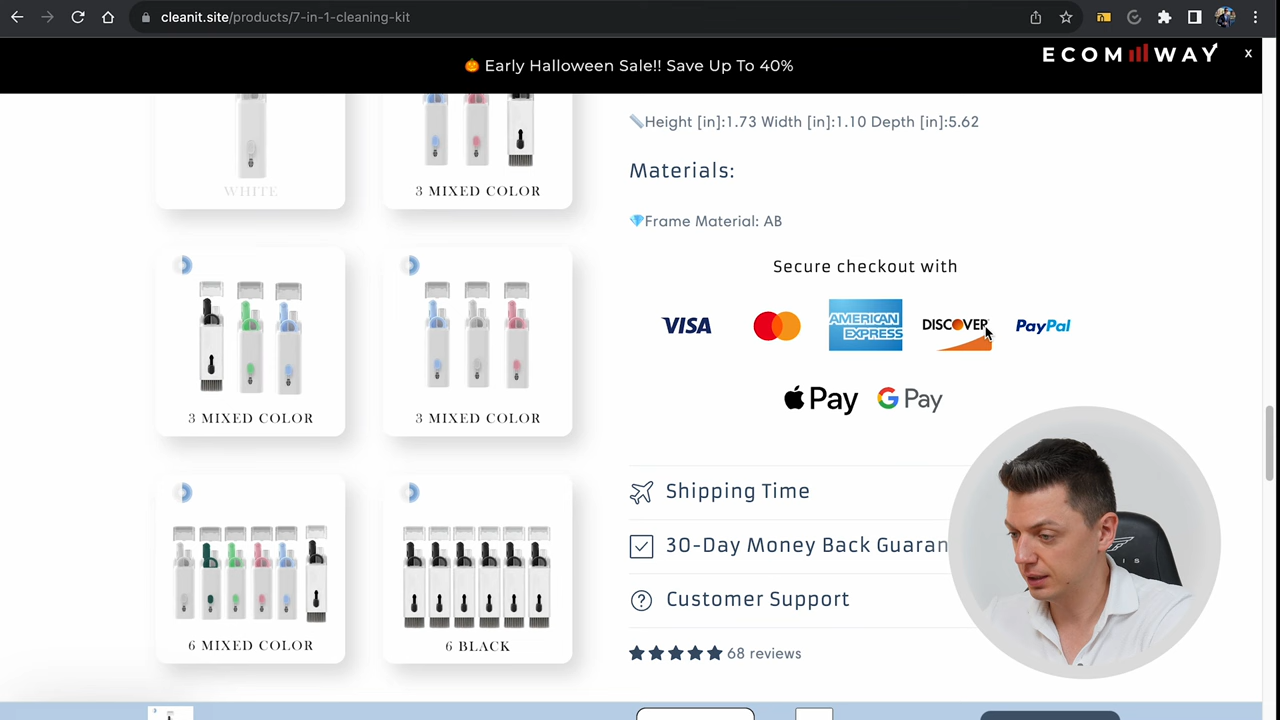 cleanit.site/products/7-in-1-cleaning-kit
🎃 Early Halloween Sale!! Save Up To 40%
ECOM WAY
x
WHITE
3 MIXED COLOR
3 MIXED COLOR
3 MIXED COLOR
6 MIXED COLOR
6 BLACK
📏Height [in]:1.73 Width [in]:1.10 Depth [in]:5.62
Materials:
💎Frame Material: AB
Secure checkout with
VISA
AMERICAN EXPRESS
DISCOVER
PayPal
Pay
G Pay
Shipping Time
30-Day Money Back Guaran
Customer Support
68 reviews